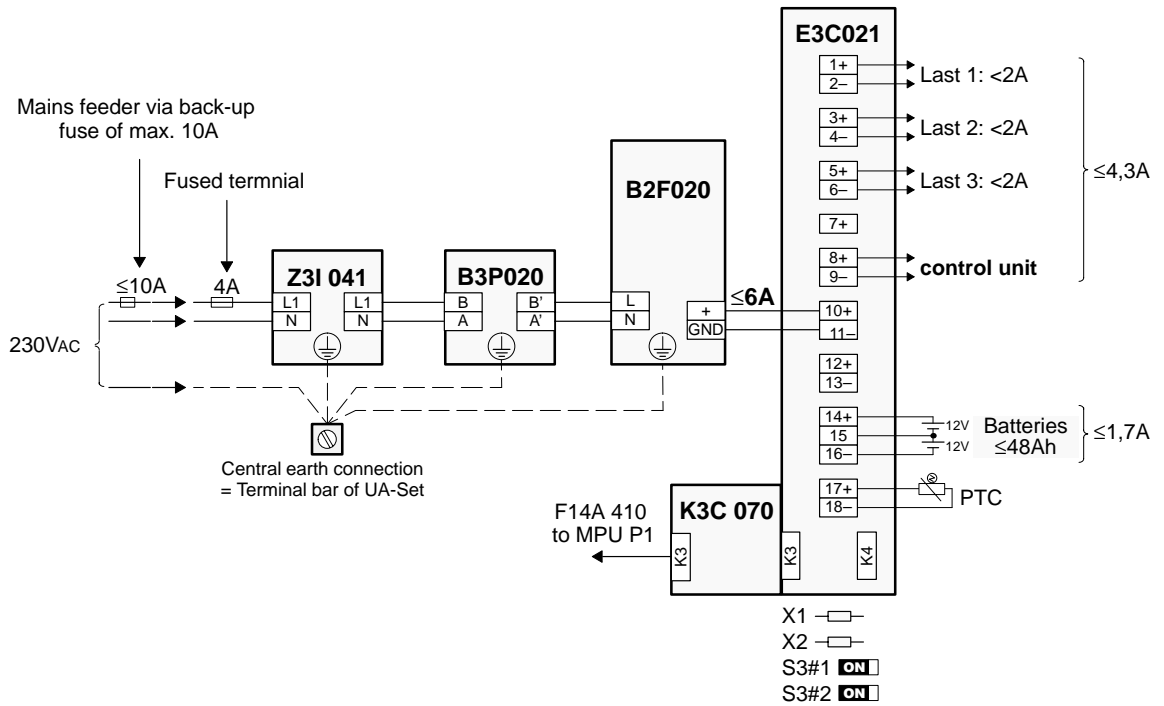 E3C021
1+
2–
Last 1: <2A
3+
4–
Last 2: <2A
5+
6–
Last 3: <2A
7+
8+
9–
control unit
≤4,3A
Mains feeder via back-up
fuse of max. 10A
Fused termnial
≤10A
4A
230VAC
Z3I 041
L1
N
L1
N
B3P020
B
A
B'
A'
B2F020
L
N
+
GND
≤6A
10+
11–
12+
13–
14+
15
16–
12V
12V
Batteries
≤48Ah
≤1,7A
17+
18–
PTC
Central earth connection
= Terminal bar of UA-Set
F14A 410
to MPU P1
K3C 070
K3
K3
K4
X1
X2
S3#1 ON
S3#2 ON